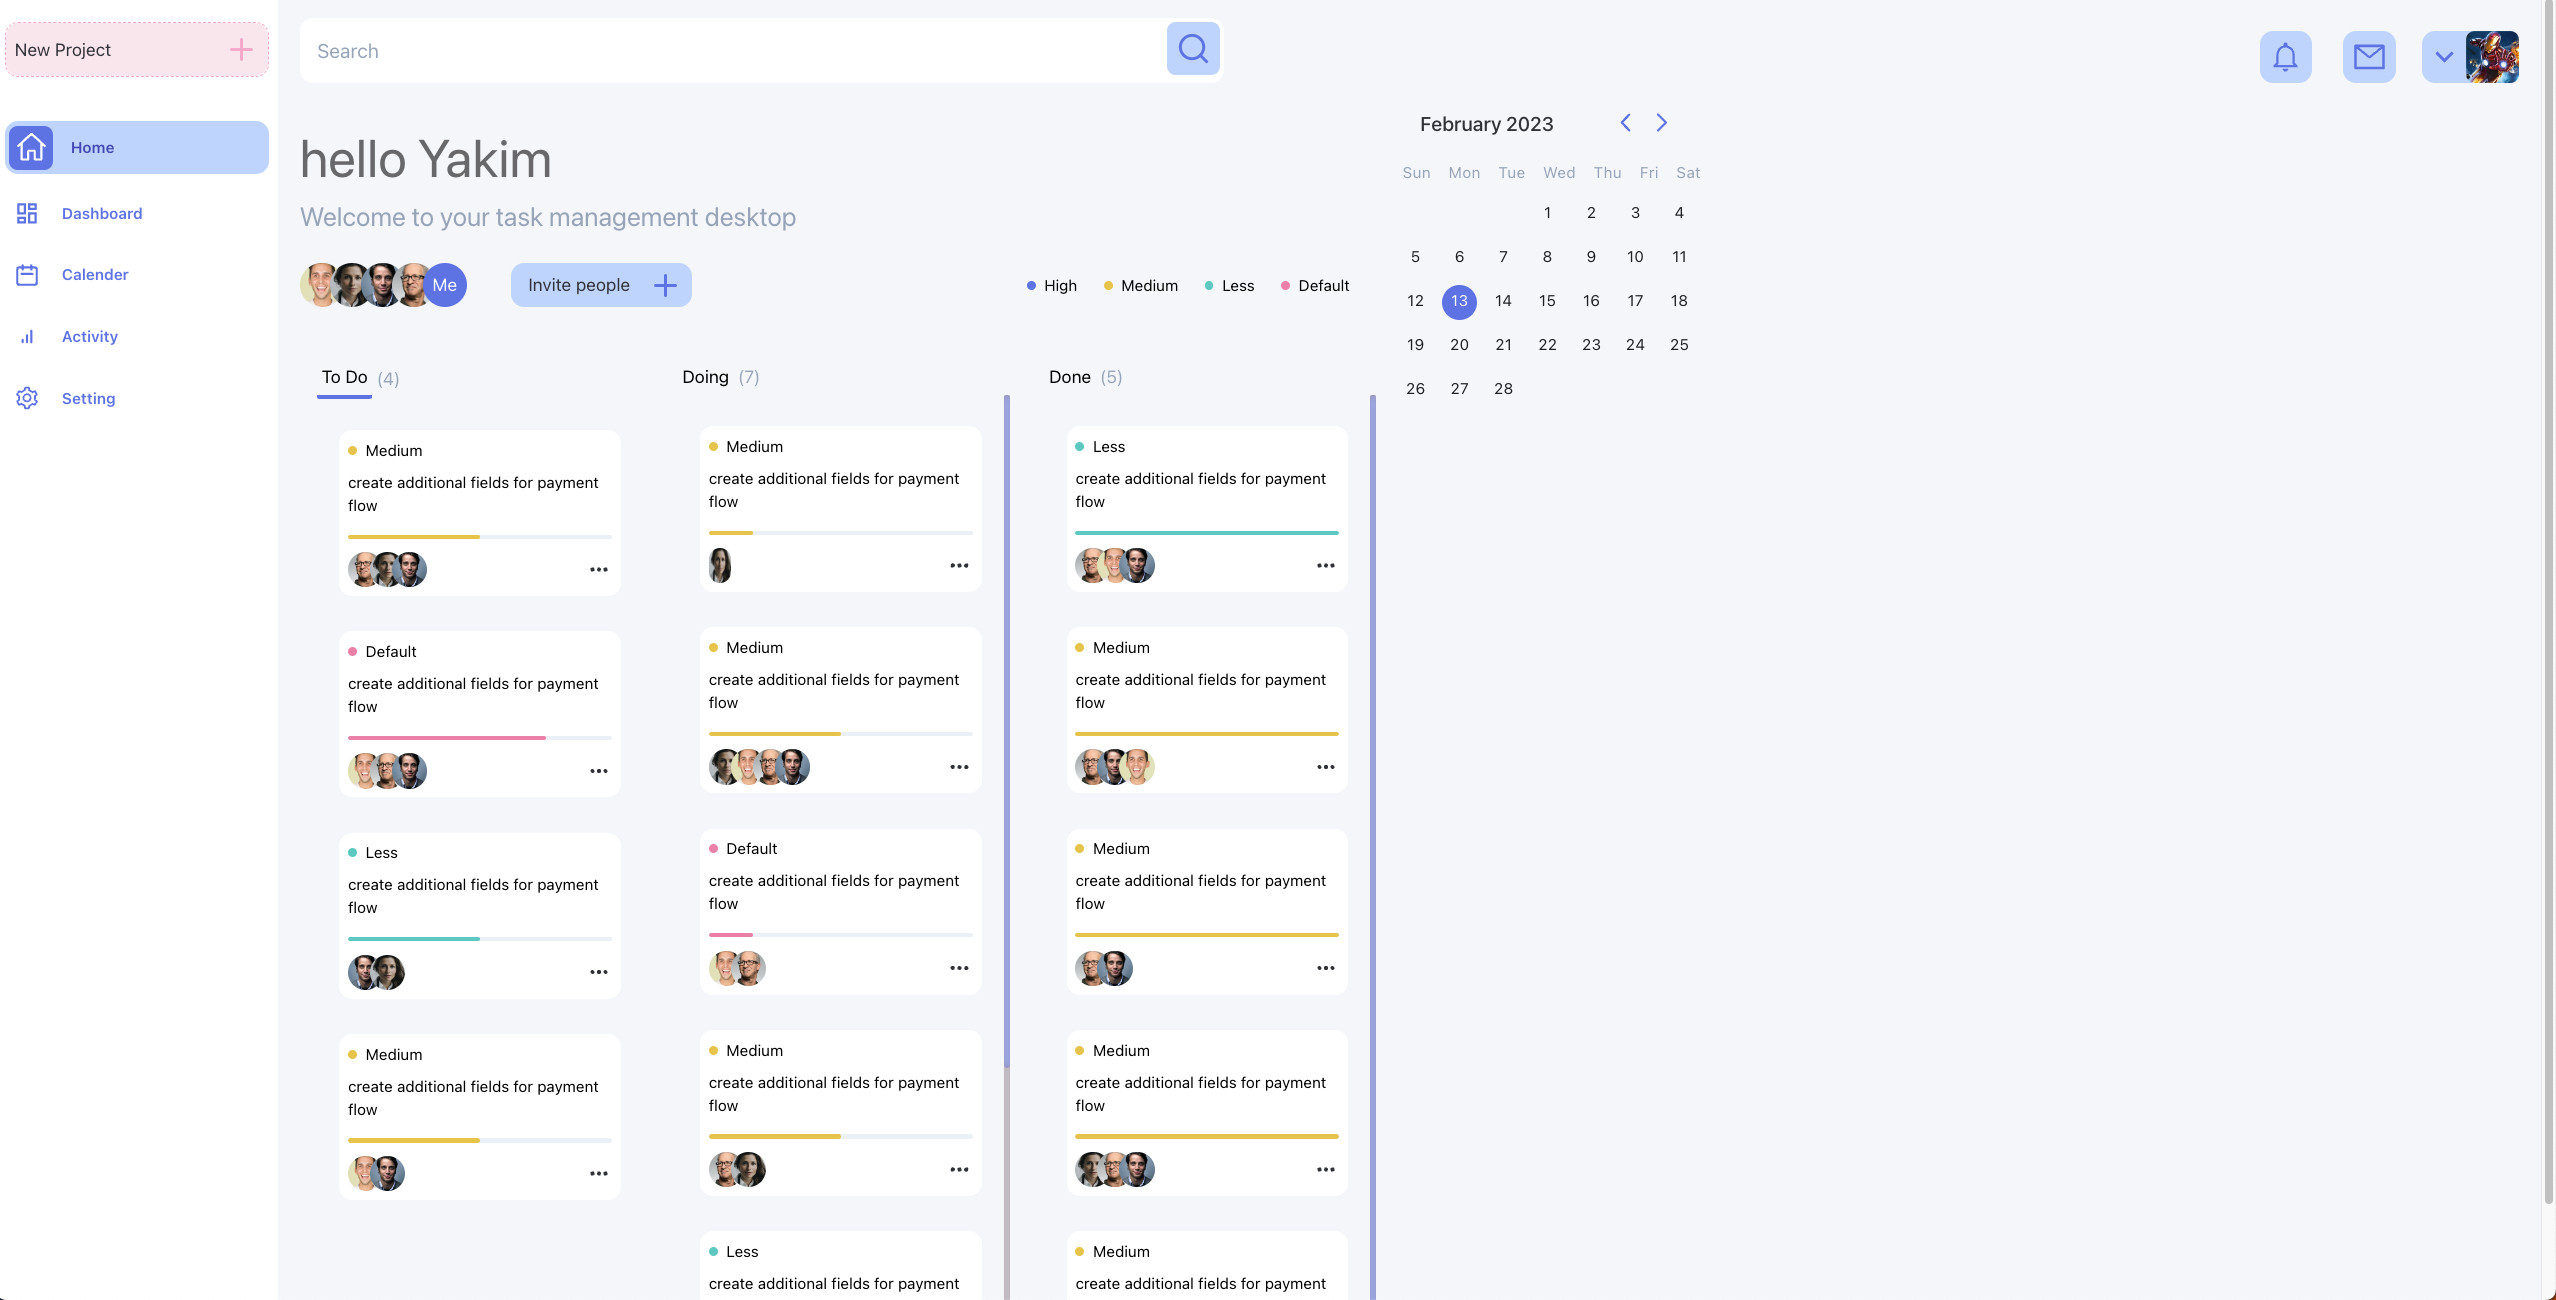 New Project
Search
Home
Dashboard
Calender
Activity
Setting
hello Yakim
Welcome to your task management desktop
Me
Invite people
High Medium Less Default
February 2023
Sun Mon Tue Wed Thu Fri Sat
1 2 3 4
5 6 7 8 9 10 11
12 13 14 15 16 17 18
19 20 21 22 23 24 25
26 27 28
To Do (4)
Medium
create additional fields for payment
flow
Default
create additional fields for payment
flow
Less
create additional fields for payment
flow
Medium
create additional fields for payment
flow
Doing (7)
Medium
create additional fields for payment
flow
Medium
create additional fields for payment
flow
Default
create additional fields for payment
flow
Medium
create additional fields for payment
flow
Less
create additional fields for payment
Done (5)
Less
create additional fields for payment
flow
Medium
create additional fields for payment
flow
Medium
create additional fields for payment
flow
Medium
create additional fields for payment
flow
Medium
create additional fields for payment